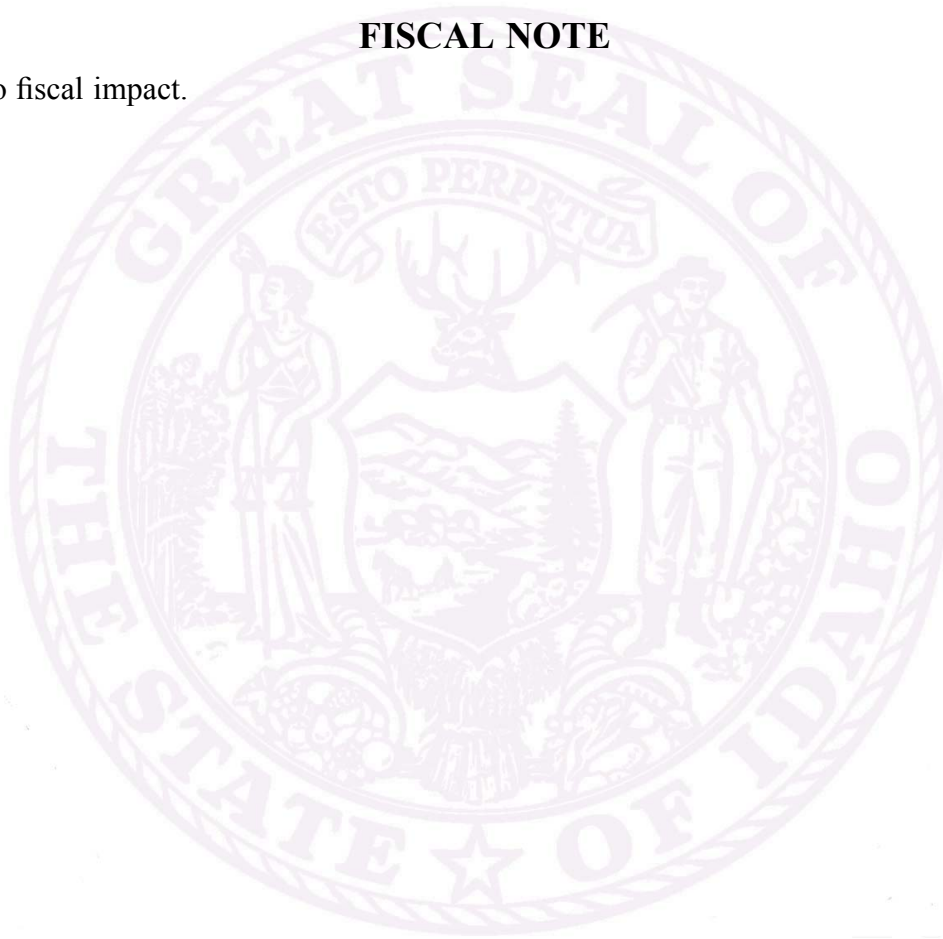 FISCAL NOTE
o fiscal impact.
GREAT SEAL OF
ESTO PERPETUA
THE STATE OF IDAHO